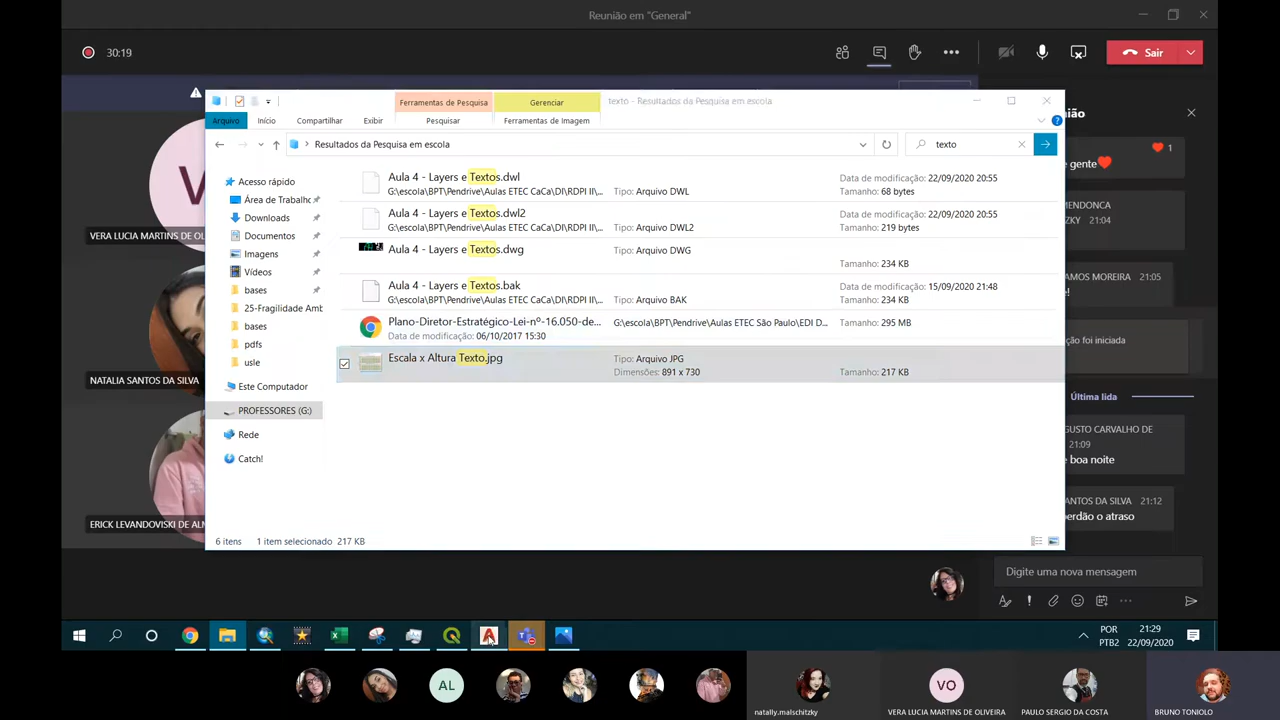 Reunião em "General"
30:19
Sair
Ferramentas de Pesquisa
Gerenciar
texto - Resultados da Pesquisa em escola
Arquivo
Início
Compartilhar
Exibir
Pesquisar
Ferramentas de Imagem
Resultados da Pesquisa em escola
texto
Acesso rápido
Área de Trabalho
Downloads
Documentos
Imagens
Vídeos
bases
25-Fragilidade Amb
bases
pdfs
usle
Este Computador
PROFESSORES (G:)
Rede
Catch!
Aula 4 - Layers e Textos.dwl
G:\escola\BPT\Pendrive\Aulas ETEC CaCa\DI\RDPI II\...
Tipo: Arquivo DWL
Data de modificação: 22/09/2020 20:55
Tamanho: 68 bytes
Aula 4 - Layers e Textos.dwl2
G:\escola\BPT\Pendrive\Aulas ETEC CaCa\DI\RDPI II\...
Tipo: Arquivo DWL2
Data de modificação: 22/09/2020 20:55
Tamanho: 219 bytes
Aula 4 - Layers e Textos.dwg
Tipo: Arquivo DWG
Tamanho: 234 KB
Aula 4 - Layers e Textos.bak
G:\escola\BPT\Pendrive\Aulas ETEC CaCa\DI\RDPI II\...
Tipo: Arquivo BAK
Data de modificação: 15/09/2020 21:48
Tamanho: 234 KB
Plano-Diretor-Estratégico-Lei-nº-16.050-de...
Data de modificação: 06/10/2017 15:30
G:\escola\BPT\Pendrive\Aulas ETEC São Paulo\EDI D...
Tamanho: 295 MB
Escala x Altura Texto.jpg
Tipo: Arquivo JPG
Dimensões: 891 x 730
Tamanho: 217 KB
6 itens
1 item selecionado 217 KB
V
VERA LUCIA MARTINS DE OL
NATALIA SANTOS DA SILVA
ERICK LEVANDOVISKI DE ALM
nião
1
e gente
MENDONCA
ZKY 21:04
AMOS MOREIRA 21:05
a!
foi iniciada
Última lida
GUSTO CARVALHO DE
21:09
e boa noite
ANTOS DA SILVA 21:12
perdão o atraso
Digite uma nova mensagem
POR
PTB2
21:29
22/09/2020
AL
VO
natally.malschitzky
VERA LUCIA MARTINS DE OLIVEIRA
PAULO SERGIO DA COSTA
BRUNO TONIOLO